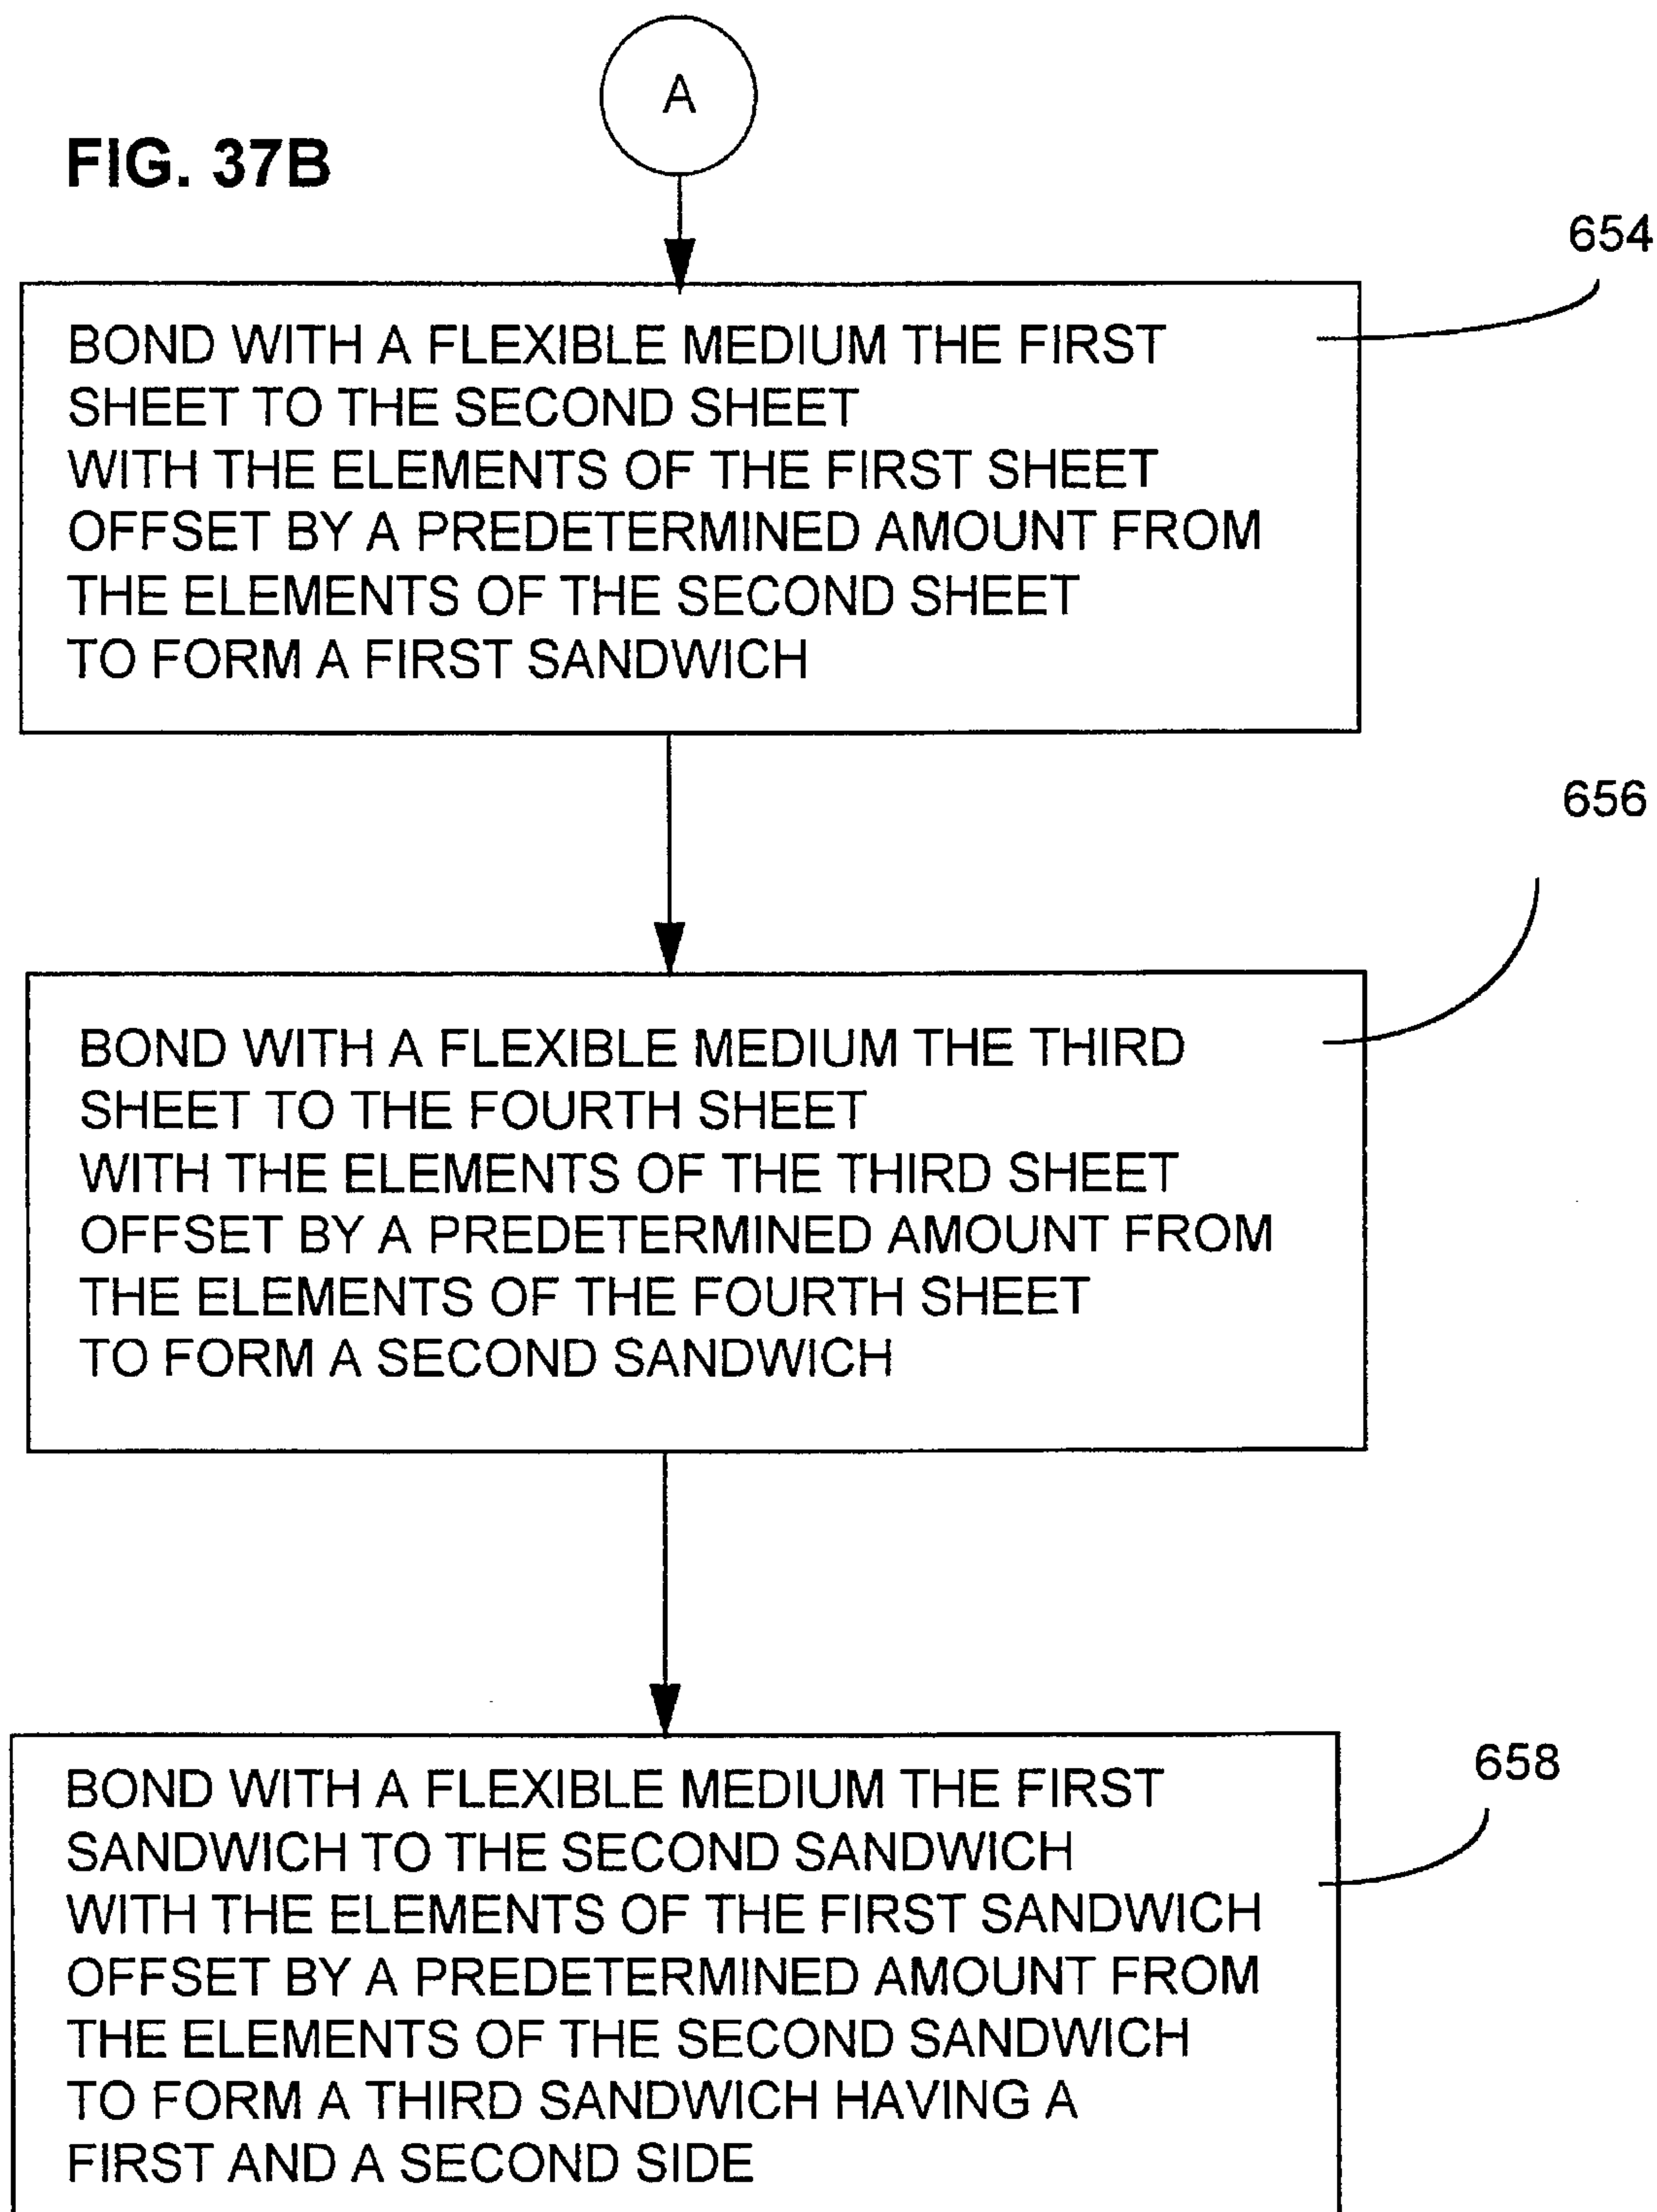 A
FIG. 37B
654
BOND WITH A FLEXIBLE MEDIUM THE FIRST
SHEET TO THE SECOND SHEET
WITH THE ELEMENTS OF THE FIRST SHEET
OFFSET BY A PREDETERMINED AMOUNT FROM
THE ELEMENTS OF THE SECOND SHEET
TO FORM A FIRST SANDWICH
656
BOND WITH A FLEXIBLE MEDIUM THE THIRD
SHEET TO THE FOURTH SHEET
WITH THE ELEMENTS OF THE THIRD SHEET
OFFSET BY A PREDETERMINED AMOUNT FROM
THE ELEMENTS OF THE FOURTH SHEET
TO FORM A SECOND SANDWICH
658
BOND WITH A FLEXIBLE MEDIUM THE FIRST
SANDWICH TO THE SECOND SANDWICH
WITH THE ELEMENTS OF THE FIRST SANDWICH
OFFSET BY A PREDETERMINED AMOUNT FROM
THE ELEMENTS OF THE SECOND SANDWICH
TO FORM A THIRD SANDWICH HAVING A
FIRST AND A SECOND SIDE